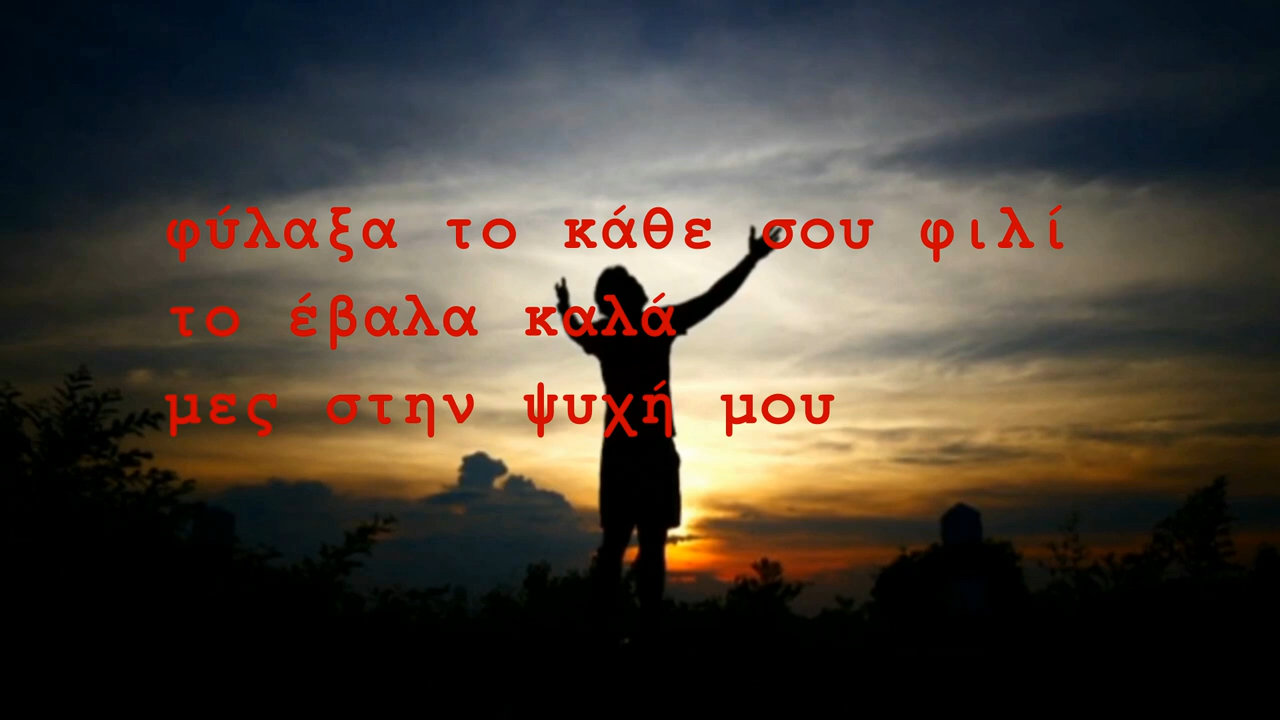 φύλαξα το κάθε σου φιλί
το έβαλα καλά
μες στην ψυχή μου